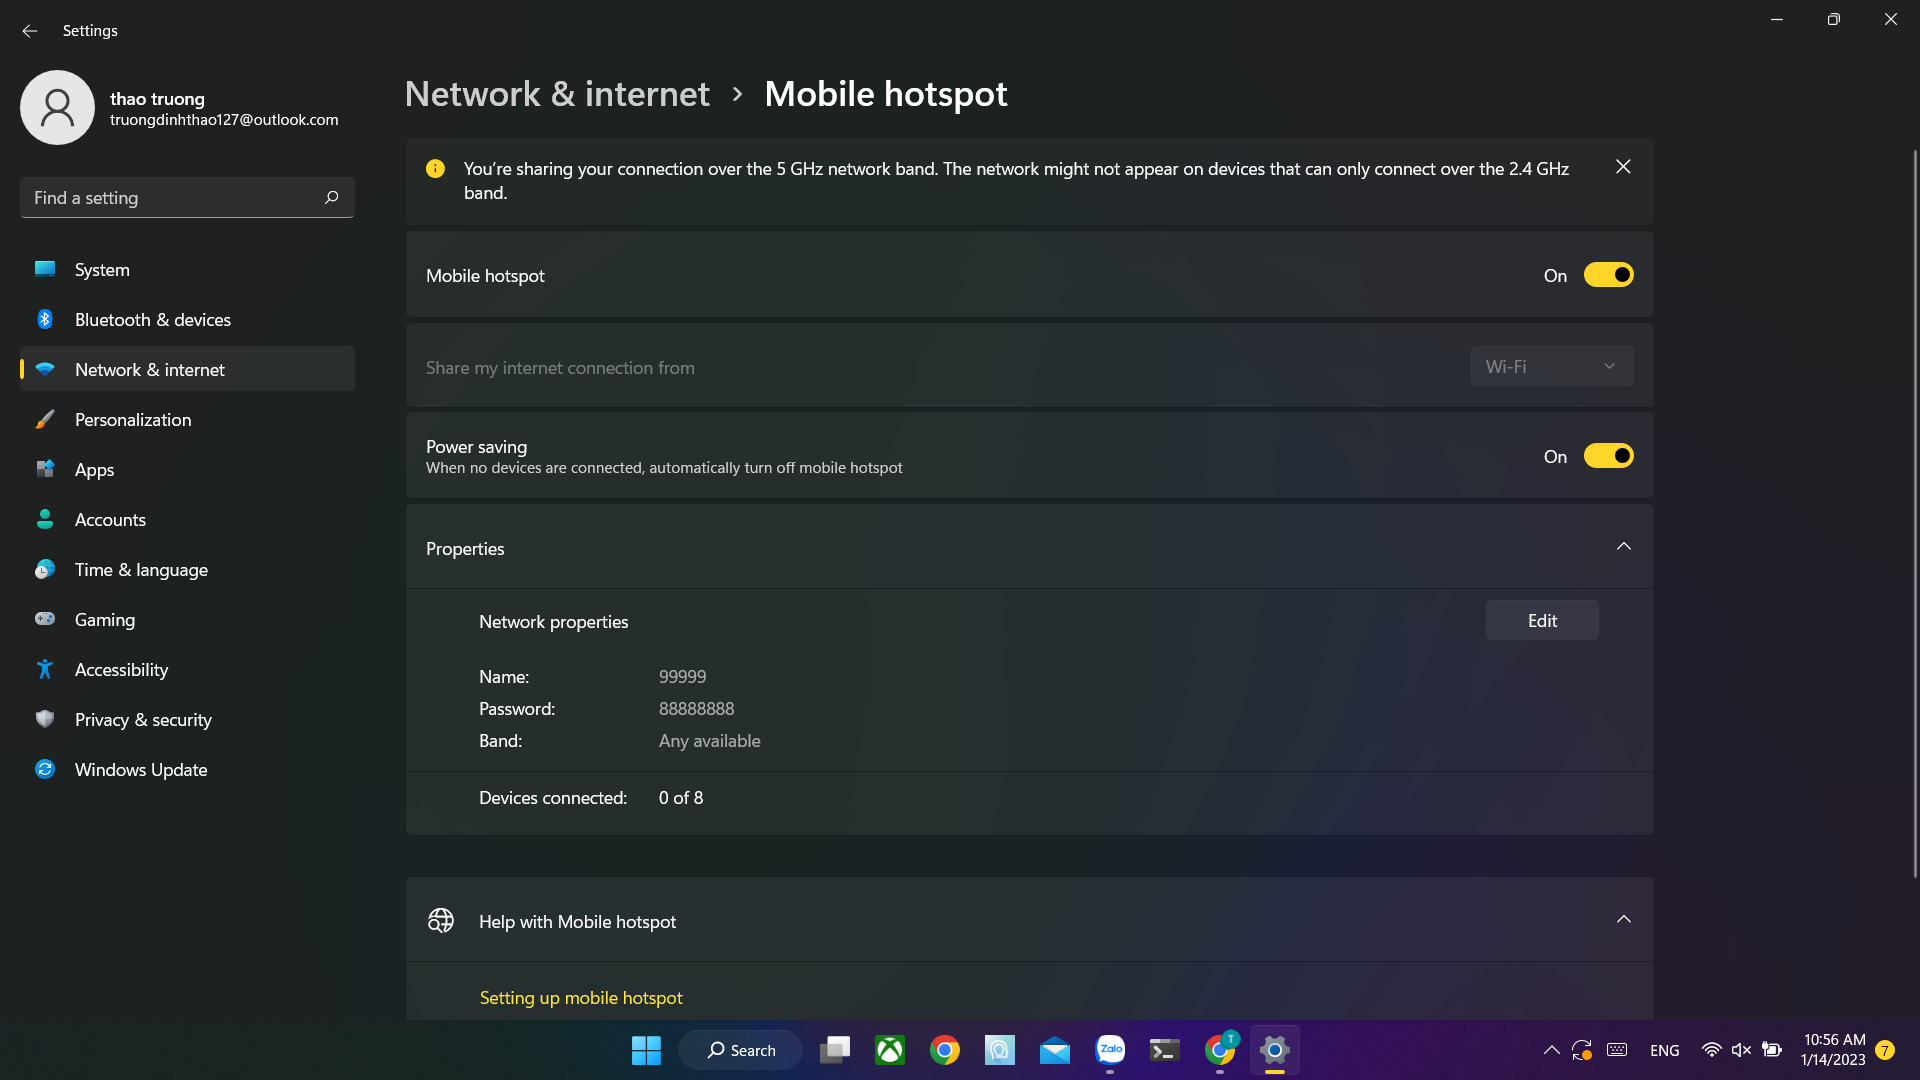 Settings
thao truong
truongdinhthao127@outlook.com
Find a setting
System
Bluetooth & devices
Network & internet
Personalization
Apps
Accounts
Time & language
Gaming
Accessibility
Privacy & security
Windows Update
Network & internet › Mobile hotspot
You're sharing your connection over the 5 GHz network band. The network might not appear on devices that can only connect over the 2.4 GHz
band.
Mobile hotspot On
Share my internet connection from Wi-Fi
Power saving
When no devices are connected, automatically turn off mobile hotspot
On
Properties
Network properties Edit
Name: 99999
Password: 88888888
Band: Any available
Devices connected: 0 of 8
Help with Mobile hotspot
Setting up mobile hotspot
Search
Zalo
T
ENG
10:56 AM
1/14/2023
7